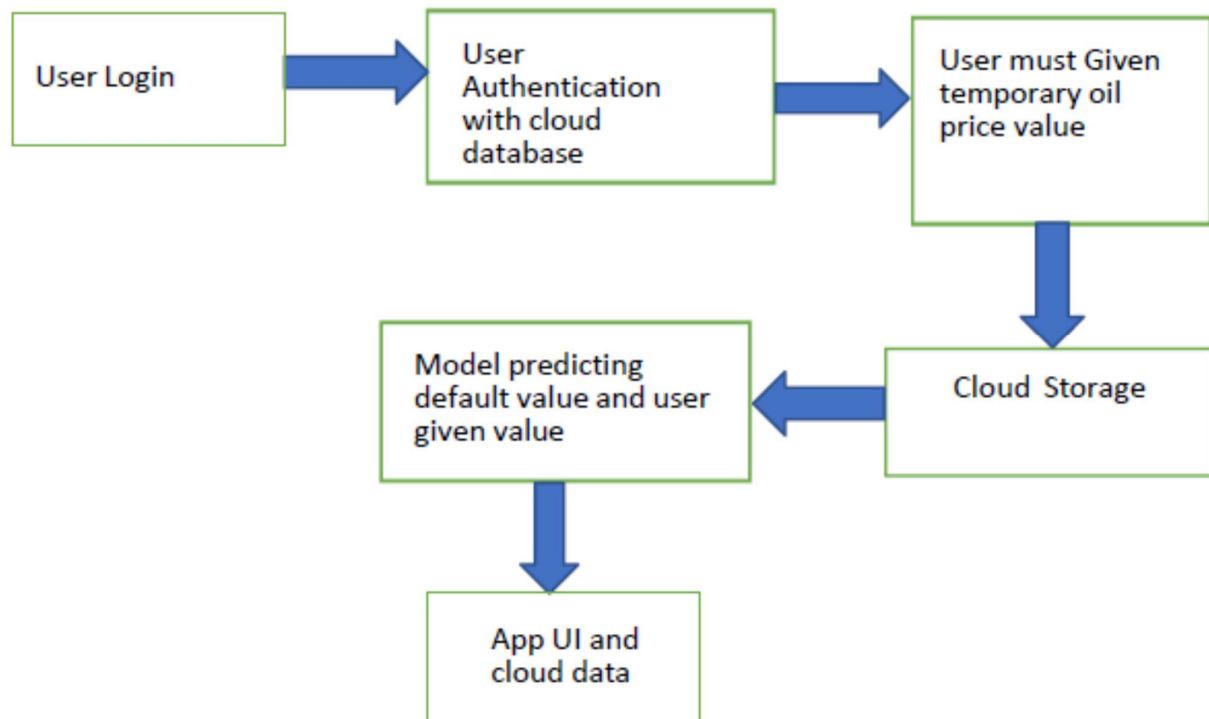 User Login
User
Authentication
with cloud
database
User must Given
temporary oil
price value
Cloud Storage
Model predicting
default value and user
given value
App UI and
cloud data